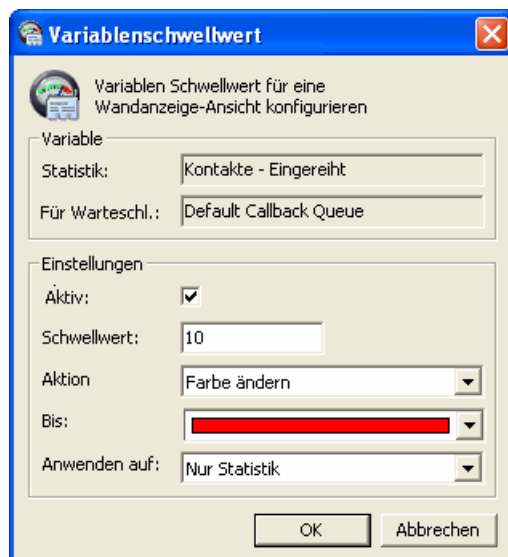 Variablenschwellwert
Variablen Schwellwert für eine
Wandanzeige-Ansicht konfigurieren
Variable
Statistik: Kontakte - Eingereiht
Für Warteschl.: Default Callback Queue
Einstellungen
Aktiv:
Schwellwert: 10
Aktion Farbe ändern
Bis:
Anwenden auf: Nur Statistik
OK Abbrechen